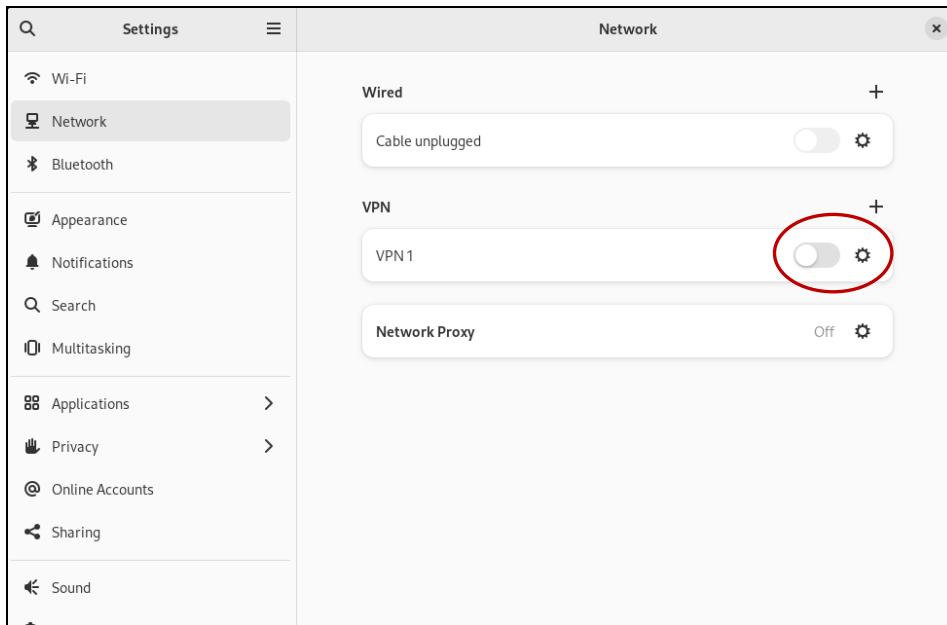 Settings
Network
Wi-Fi
Network
Bluetooth
Appearance
Notifications
Search
Multitasking
Applications
Privacy
Online Accounts
Sharing
Sound
Wired
Cable unplugged
VPN
VPN 1
Network Proxy Off